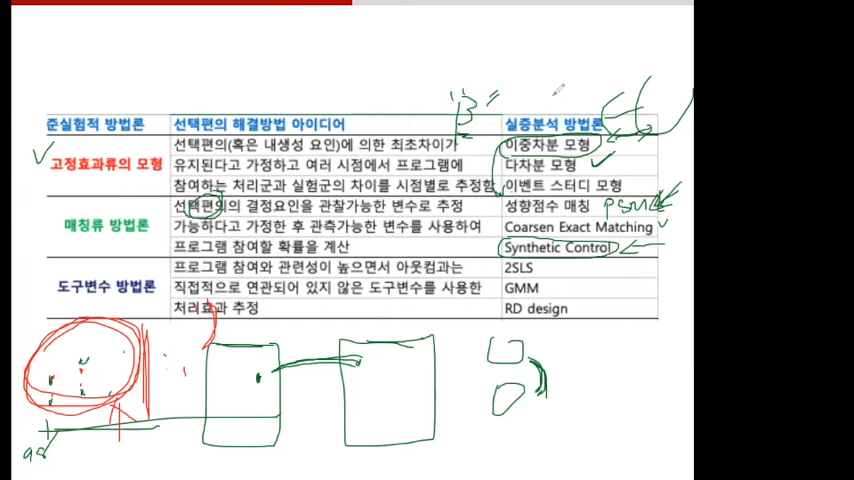 준실험적 방법론 선택편의 해결방법 아이디어 실증분석 방법론
고정효과류의 모형
선택편의(혹은 내생성 요인)에 의한 최초차이가 이중차분 모형
유지된다고 가정하고 여러 시점에서 프로그램에 다차분 모형
참여하는 처리군과 실험군의 차이를 시점별로 추정함 이벤트 스터디 모형
매칭류 방법론
선택편의의 결정요인을 관찰가능한 변수로 추정 성향점수 매칭 PSM
가능하다고 가정한 후 관측가능한 변수를 사용하여 Coarsen Exact Matching
프로그램 참여할 확률을 계산 Synthetic Control
도구변수 방법론
프로그램 참여와 관련성이 높으면서 아웃컴과는 2SLS
직접적으로 연관되어 있지 않은 도구변수를 사용한 GMM
처리효과 추정 RD design
98